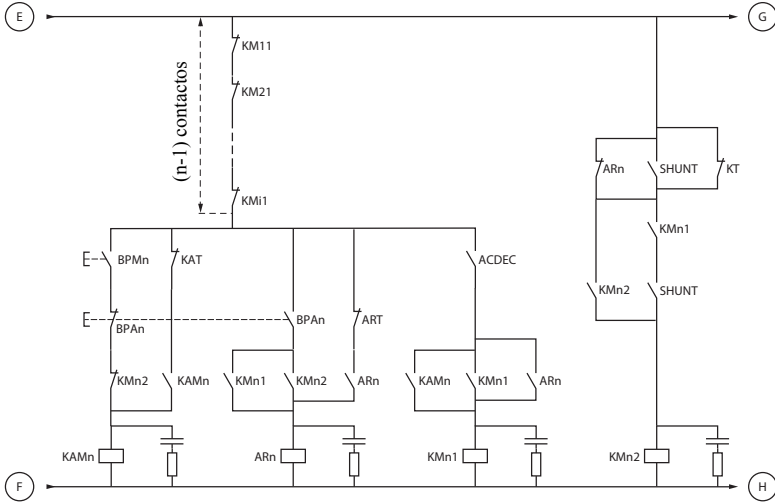 E
G
KM11
KM21
(n-1) contactos
KMi1
ARn
SHUNT
KT
KMn1
BPMn
KAT
ACDEC
KMn2
SHUNT
BPAn
BPAn
ART
KMn2
KAMn
KMn1
KMn2
ARn
KAMn
KMn1
ARn
KAMn
ARn
KMn1
KMn2
F
H